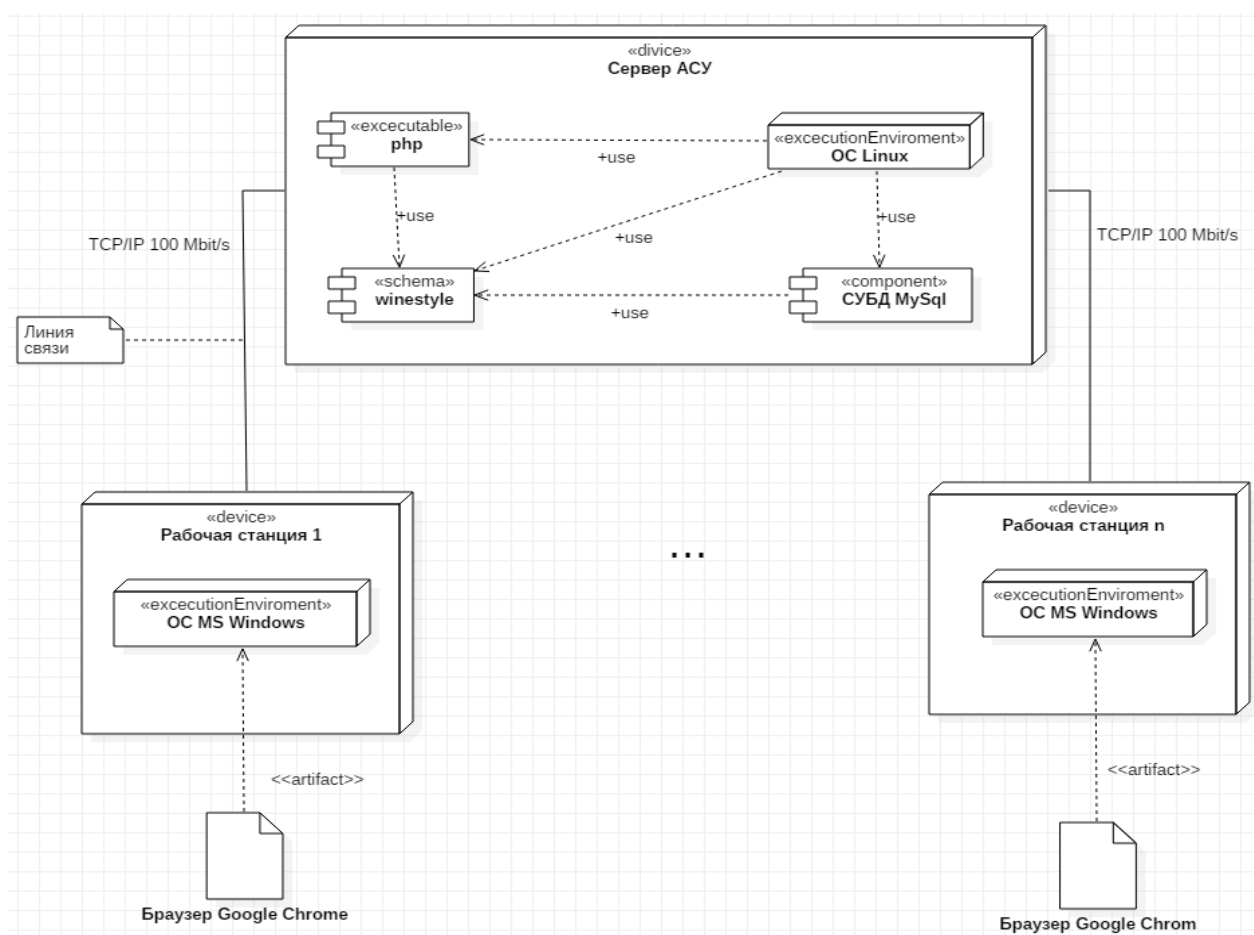 «divice»
Сервер АСУ
«excecutable»
php
«excecutionEnviroment»
ОС Linux
+use
+use
+use
+use
TCP/IP 100 Mbit/s
TCP/IP 100 Mbit/s
«schema»
winestyle
«component»
СУБД MySql
+use
Линия
связи
«device»
Рабочая станция 1
«device»
Рабочая станция n
...
«excecutionEnviroment»
ОС MS Windows
«excecutionEnviroment»
ОС MS Windows
<<artifact>>
<<artifact>>
Браузер Google Chrome
Браузер Google Chrom